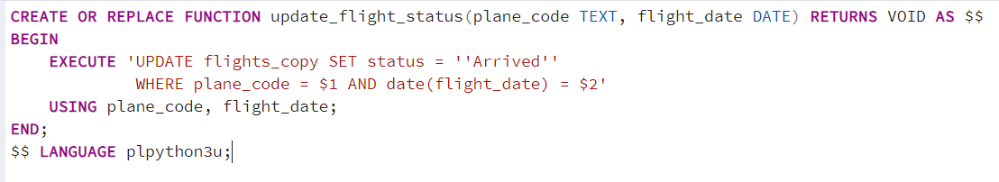 CREATE OR REPLACE FUNCTION update_flight_status(plane_code TEXT, flight_date DATE) RETURNS VOID AS $$
BEGIN
    EXECUTE 'UPDATE flights_copy SET status = ''Arrived''
             WHERE plane_code = $1 AND date(flight_date) = $2'
    USING plane_code, flight_date;
END;
$$ LANGUAGE plpython3u;